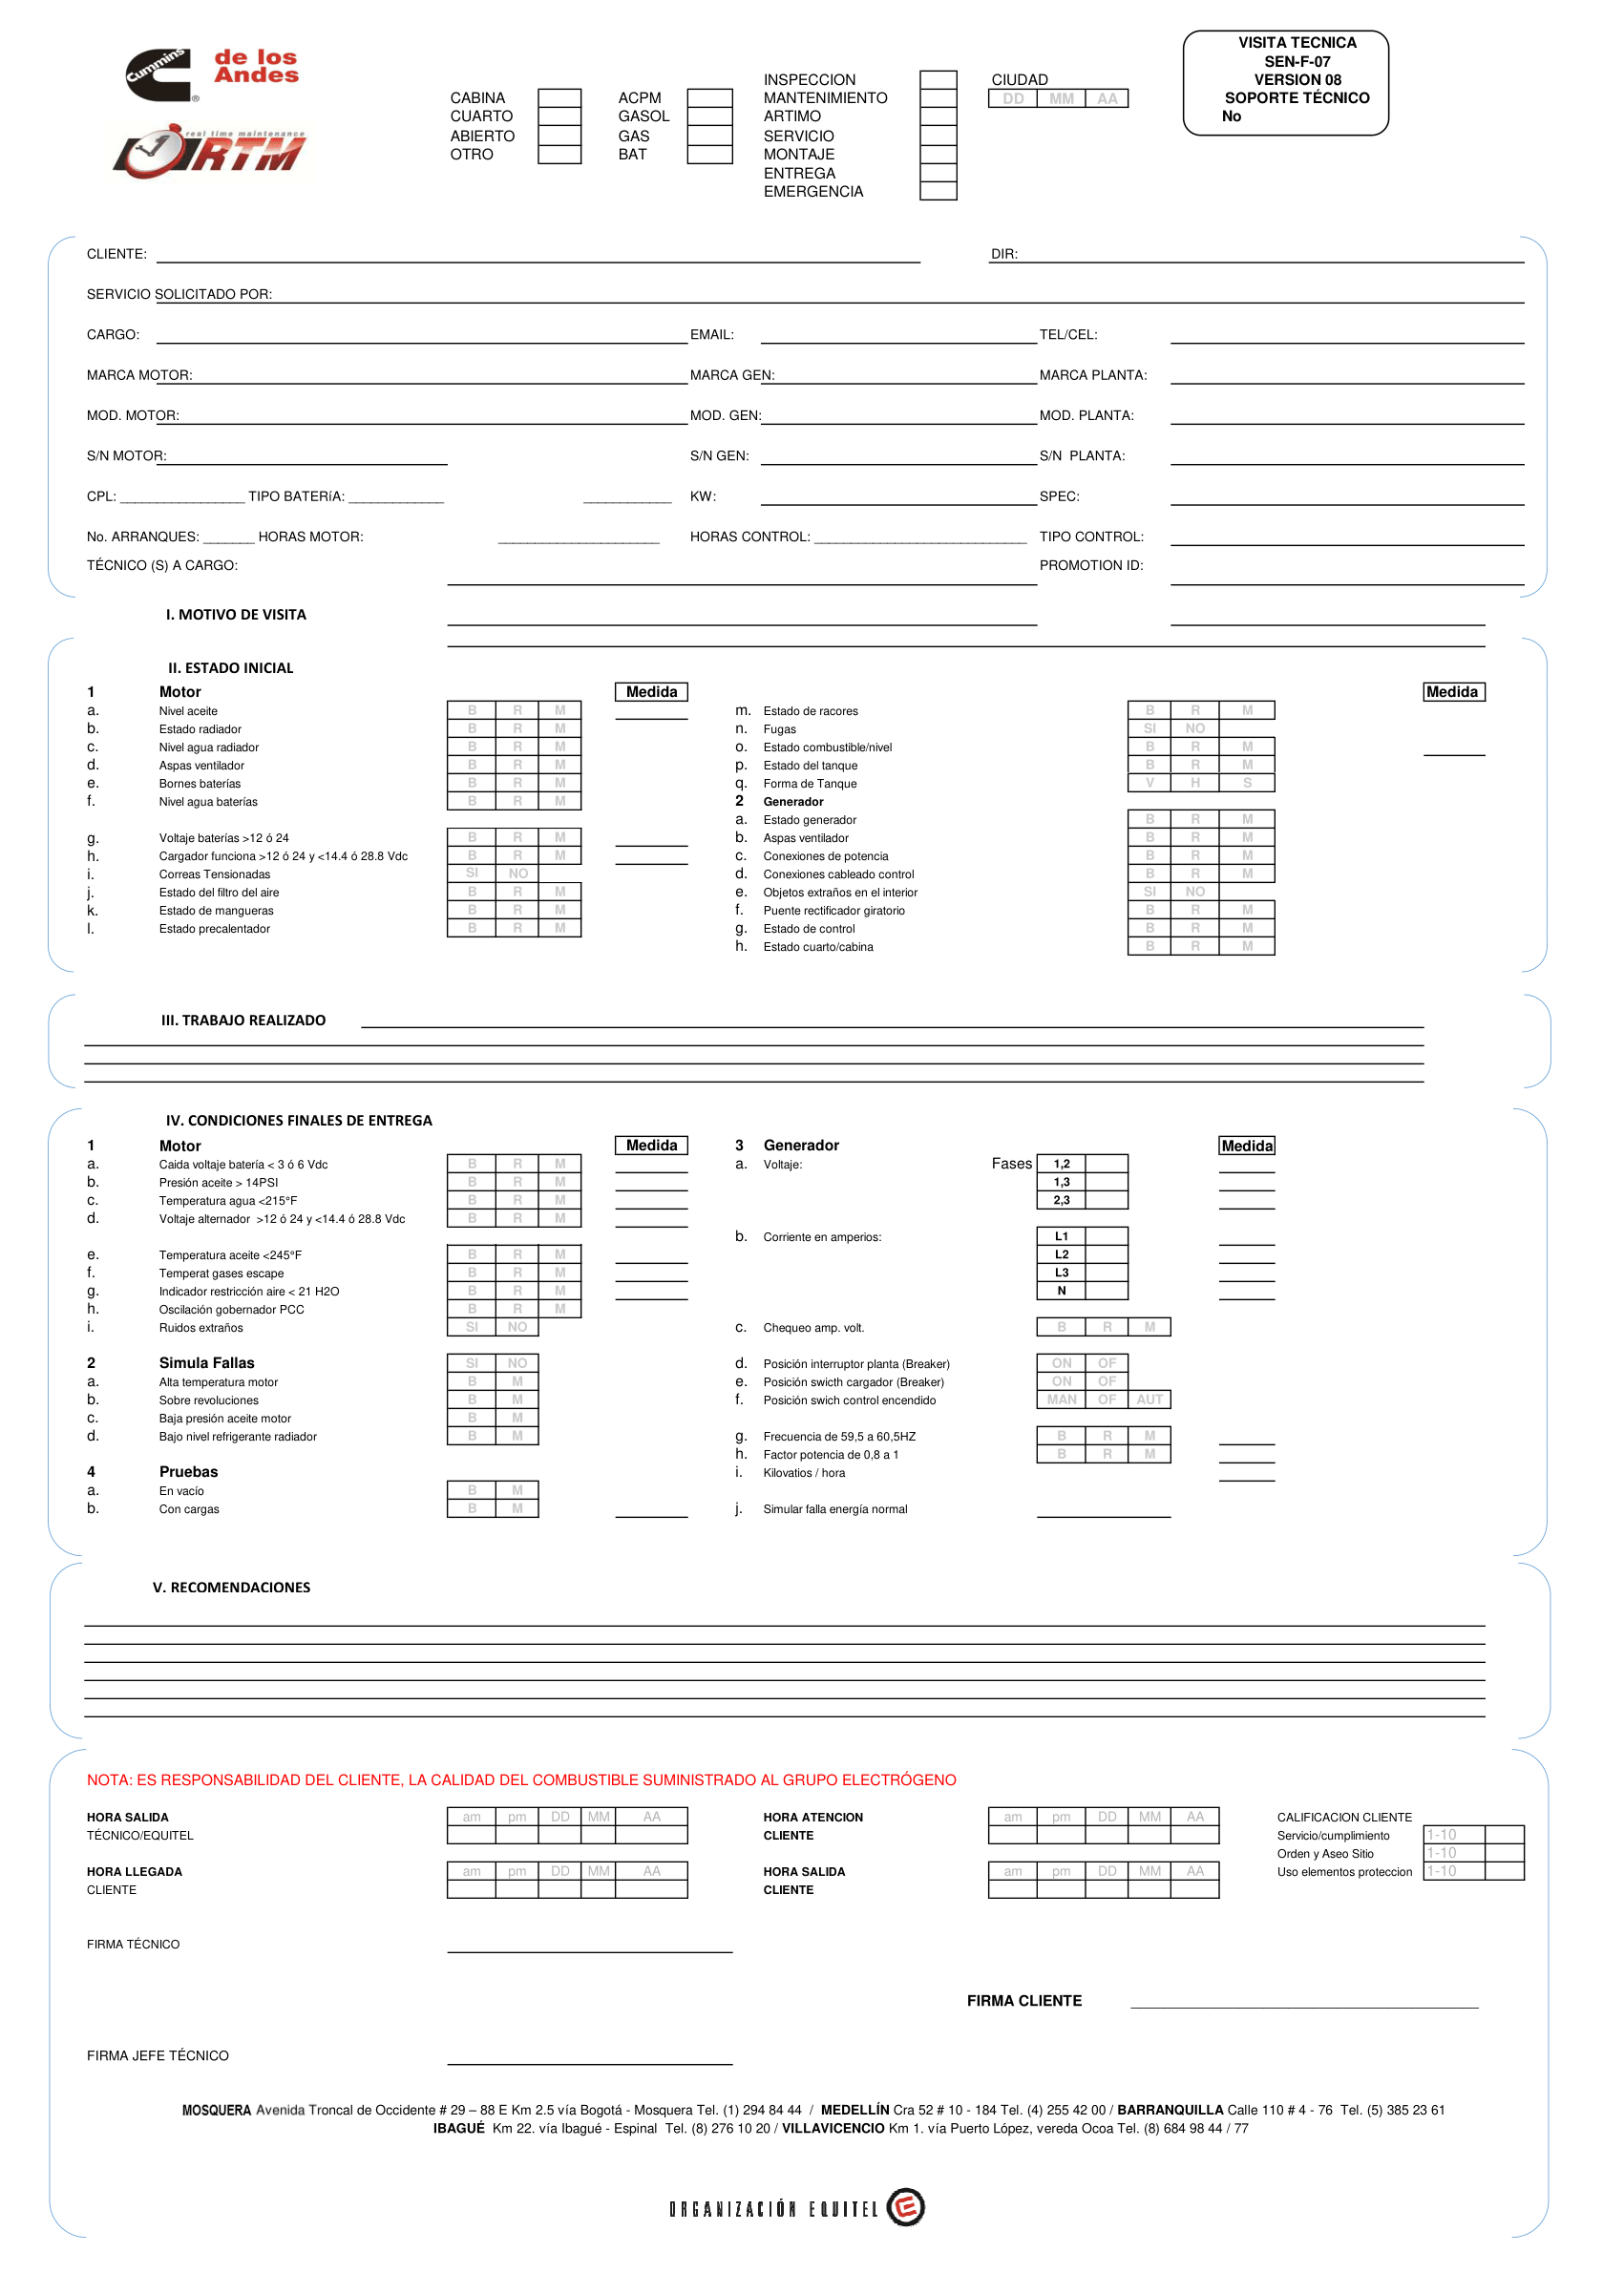 Cummins
de los
Andes
real time maintenance
RTM
CABINA
CUARTO
ABIERTO
OTRO
ACPM
GASOL
GAS
BAT
INSPECCION
MANTENIMIENTO
ARTIMO
SERVICIO
MONTAJE
ENTREGA
EMERGENCIA
CIUDAD
DD MM AA
VISITA TECNICA
SEN-F-07
VERSION 08
SOPORTE TÉCNICO
No
CLIENTE: DIR:
SERVICIO SOLICITADO POR:
CARGO: EMAIL: TEL/CEL:
MARCA MOTOR: MARCA GEN: MARCA PLANTA:
MOD. MOTOR: MOD. GEN: MOD. PLANTA:
S/N MOTOR: S/N GEN: S/N PLANTA:
CPL: TIPO BATERíA: KW: SPEC:
No. ARRANQUES: HORAS MOTOR: HORAS CONTROL: TIPO CONTROL:
TÉCNICO (S) A CARGO: PROMOTION ID:
I. MOTIVO DE VISITA
II. ESTADO INICIAL
1 Motor Medida
a. Nivel aceite B R M
b. Estado radiador B R M
c. Nivel agua radiador B R M
d. Aspas ventilador B R M
e. Bornes baterías B R M
f. Nivel agua baterías B R M
g. Voltaje baterías >12 ó 24 B R M
h. Cargador funciona >12 ó 24 y <14.4 ó 28.8 Vdc B R M
i. Correas Tensionadas SI NO
j. Estado del filtro del aire B R M
k. Estado de mangueras B R M
l. Estado precalentador B R M
Medida
m. Estado de racores B R M
n. Fugas SI NO
o. Estado combustible/nivel B R M
p. Estado del tanque B R M
q. Forma de Tanque V H S
2 Generador
a. Estado generador B R M
b. Aspas ventilador B R M
c. Conexiones de potencia B R M
d. Conexiones cableado control B R M
e. Objetos extraños en el interior SI NO
f. Puente rectificador giratorio B R M
g. Estado de control B R M
h. Estado cuarto/cabina B R M
III. TRABAJO REALIZADO
IV. CONDICIONES FINALES DE ENTREGA
1 Motor Medida
a. Caida voltaje batería < 3 ó 6 Vdc B R M
b. Presión aceite > 14PSI B R M
c. Temperatura agua <215°F B R M
d. Voltaje alternador >12 ó 24 y <14.4 ó 28.8 Vdc B R M
e. Temperatura aceite <245°F B R M
f. Temperat gases escape B R M
g. Indicador restricción aire < 21 H2O B R M
h. Oscilación gobernador PCC B R M
i. Ruidos extraños SI NO
2 Simula Fallas SI NO
a. Alta temperatura motor B M
b. Sobre revoluciones B M
c. Baja presión aceite motor B M
d. Bajo nivel refrigerante radiador B M
4 Pruebas
a. En vacío B M
b. Con cargas B M
3 Generador Medida
a. Voltaje: Fases 1,2
1,3
2,3
b. Corriente en amperios: L1
L2
L3
N
c. Chequeo amp. volt. B R M
d. Posición interruptor planta (Breaker) ON OF
e. Posición swicth cargador (Breaker) ON OF
f. Posición swich control encendido MAN OF AUT
g. Frecuencia de 59,5 a 60,5HZ B R M
h. Factor potencia de 0,8 a 1 B R M
i. Kilovatios / hora
j. Simular falla energía normal
V. RECOMENDACIONES
NOTA: ES RESPONSABILIDAD DEL CLIENTE, LA CALIDAD DEL COMBUSTIBLE SUMINISTRADO AL GRUPO ELECTRÓGENO
HORA SALIDA am pm DD MM AA
TÉCNICO/EQUITEL
HORA LLEGADA am pm DD MM AA
CLIENTE
HORA ATENCION am pm DD MM AA
CLIENTE
HORA SALIDA am pm DD MM AA
CLIENTE
CALIFICACION CLIENTE
Servicio/cumplimiento 1-10
Orden y Aseo Sitio 1-10
Uso elementos proteccion 1-10
FIRMA TÉCNICO
FIRMA CLIENTE
FIRMA JEFE TÉCNICO
MOSQUERA Avenida Troncal de Occidente # 29 – 88 E Km 2.5 vía Bogotá - Mosquera Tel. (1) 294 84 44 / MEDELLÍN Cra 52 # 10 - 184 Tel. (4) 255 42 00 / BARRANQUILLA Calle 110 # 4 - 76 Tel. (5) 385 23 61
IBAGUÉ Km 22. vía Ibagué - Espinal Tel. (8) 276 10 20 / VILLAVICENCIO Km 1. vía Puerto López, vereda Ocoa Tel. (8) 684 98 44 / 77
ORGANIZACIÓN EQUITEL